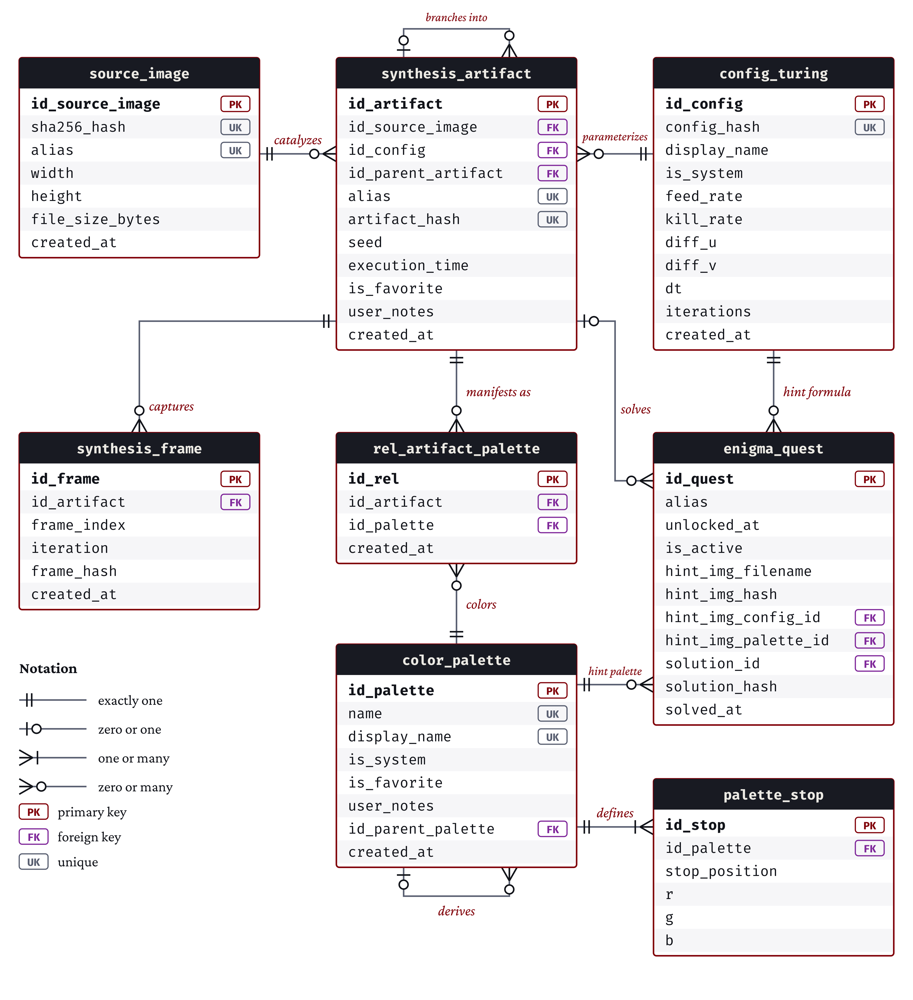 branches into
source_image
id_source_image PK
sha256_hash UK
alias UK
width
height
file_size_bytes
created_at
catalyzes
synthesis_artifact
id_artifact PK
id_source_image FK
id_config FK
id_parent_artifact FK
alias UK
artifact_hash UK
seed
execution_time
is_favorite
user_notes
created_at
parameterizes
config_turing
id_config PK
config_hash UK
display_name
is_system
feed_rate
kill_rate
diff_u
diff_v
dt
iterations
created_at
captures
manifests as
solves
hint formula
synthesis_frame
id_frame PK
id_artifact FK
frame_index
iteration
frame_hash
created_at
rel_artifact_palette
id_rel PK
id_artifact FK
id_palette FK
created_at
colors
enigma_quest
id_quest PK
alias
unlocked_at
is_active
hint_img_filename
hint_img_hash
hint_img_config_id FK
hint_img_palette_id FK
solution_id FK
solution_hash
solved_at
color_palette
id_palette PK
name UK
display_name UK
is_system
is_favorite
user_notes
id_parent_palette FK
created_at
hint palette
defines
derives
palette_stop
id_stop PK
id_palette FK
stop_position
r
g
b
Notation
exactly one
zero or one
one or many
zero or many
PK primary key
FK foreign key
UK unique